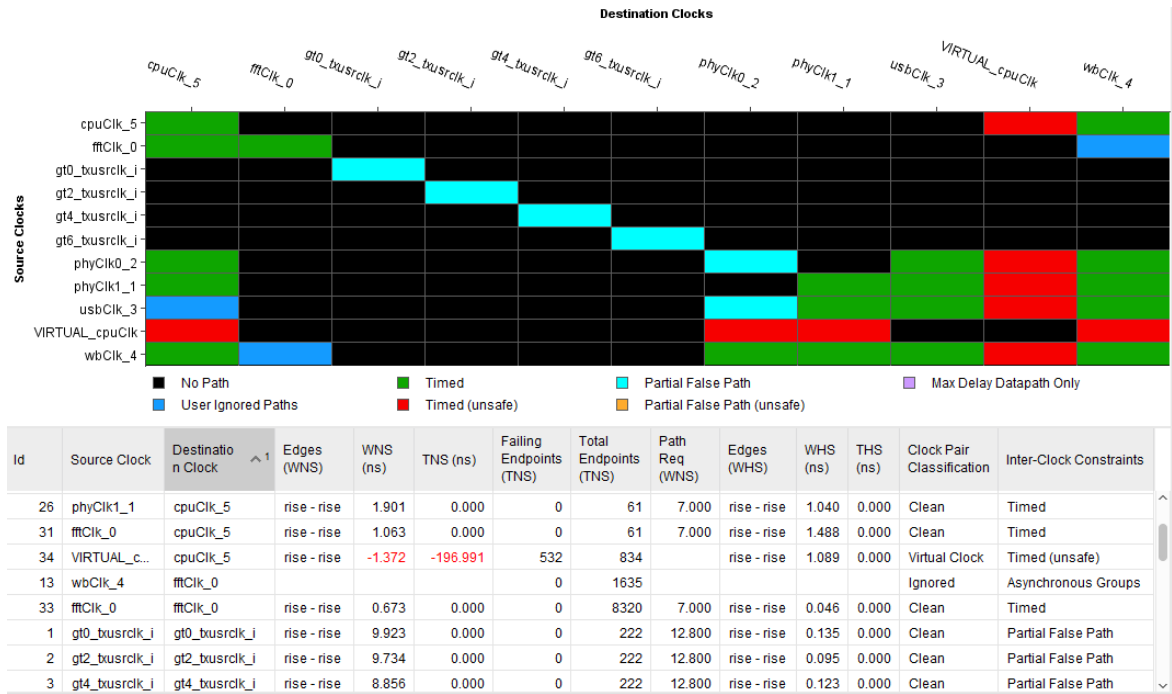 Destination Clocks
cpuClk_5 fftClk_0 gt0_txusrclk_i gt2_txusrclk_i gt4_txusrclk_i gt6_txusrclk_i phyClk0_2 phyClk1_1 usbClk_3 VIRTUAL_cpuClk wbClk_4
Source Clocks
cpuClk_5
fftClk_0
gt0_txusrclk_i
gt2_txusrclk_i
gt4_txusrclk_i
gt6_txusrclk_i
phyClk0_2
phyClk1_1
usbClk_3
VIRTUAL_cpuClk
wbClk_4
No Path Timed Partial False Path Max Delay Datapath Only
User Ignored Paths Timed (unsafe) Partial False Path (unsafe)
Id Source Clock Destinatio n Clock 1 Edges (WNS) WNS (ns) TNS (ns) Failing Endpoints (TNS) Total Endpoints (TNS) Path Req (WNS) Edges (WHS) WHS (ns) THS (ns) Clock Pair Classification Inter-Clock Constraints
26 phyClk1_1 cpuClk_5 rise - rise 1.901 0.000 0 61 7.000 rise - rise 1.040 0.000 Clean Timed
31 fftClk_0 cpuClk_5 rise - rise 1.063 0.000 0 61 7.000 rise - rise 1.488 0.000 Clean Timed
34 VIRTUAL_c... cpuClk_5 rise - rise -1.372 -196.991 532 834 rise - rise 1.089 0.000 Virtual Clock Timed (unsafe)
13 wbClk_4 fftClk_0 0 1635 Ignored Asynchronous Groups
33 fftClk_0 fftClk_0 rise - rise 0.673 0.000 0 8320 7.000 rise - rise 0.046 0.000 Clean Timed
1 gt0_txusrclk_i gt0_txusrclk_i rise - rise 9.923 0.000 0 222 12.800 rise - rise 0.135 0.000 Clean Partial False Path
2 gt2_txusrclk_i gt2_txusrclk_i rise - rise 9.734 0.000 0 222 12.800 rise - rise 0.095 0.000 Clean Partial False Path
3 gt4_txusrclk_i gt4_txusrclk_i rise - rise 8.856 0.000 0 222 12.800 rise - rise 0.123 0.000 Clean Partial False Path